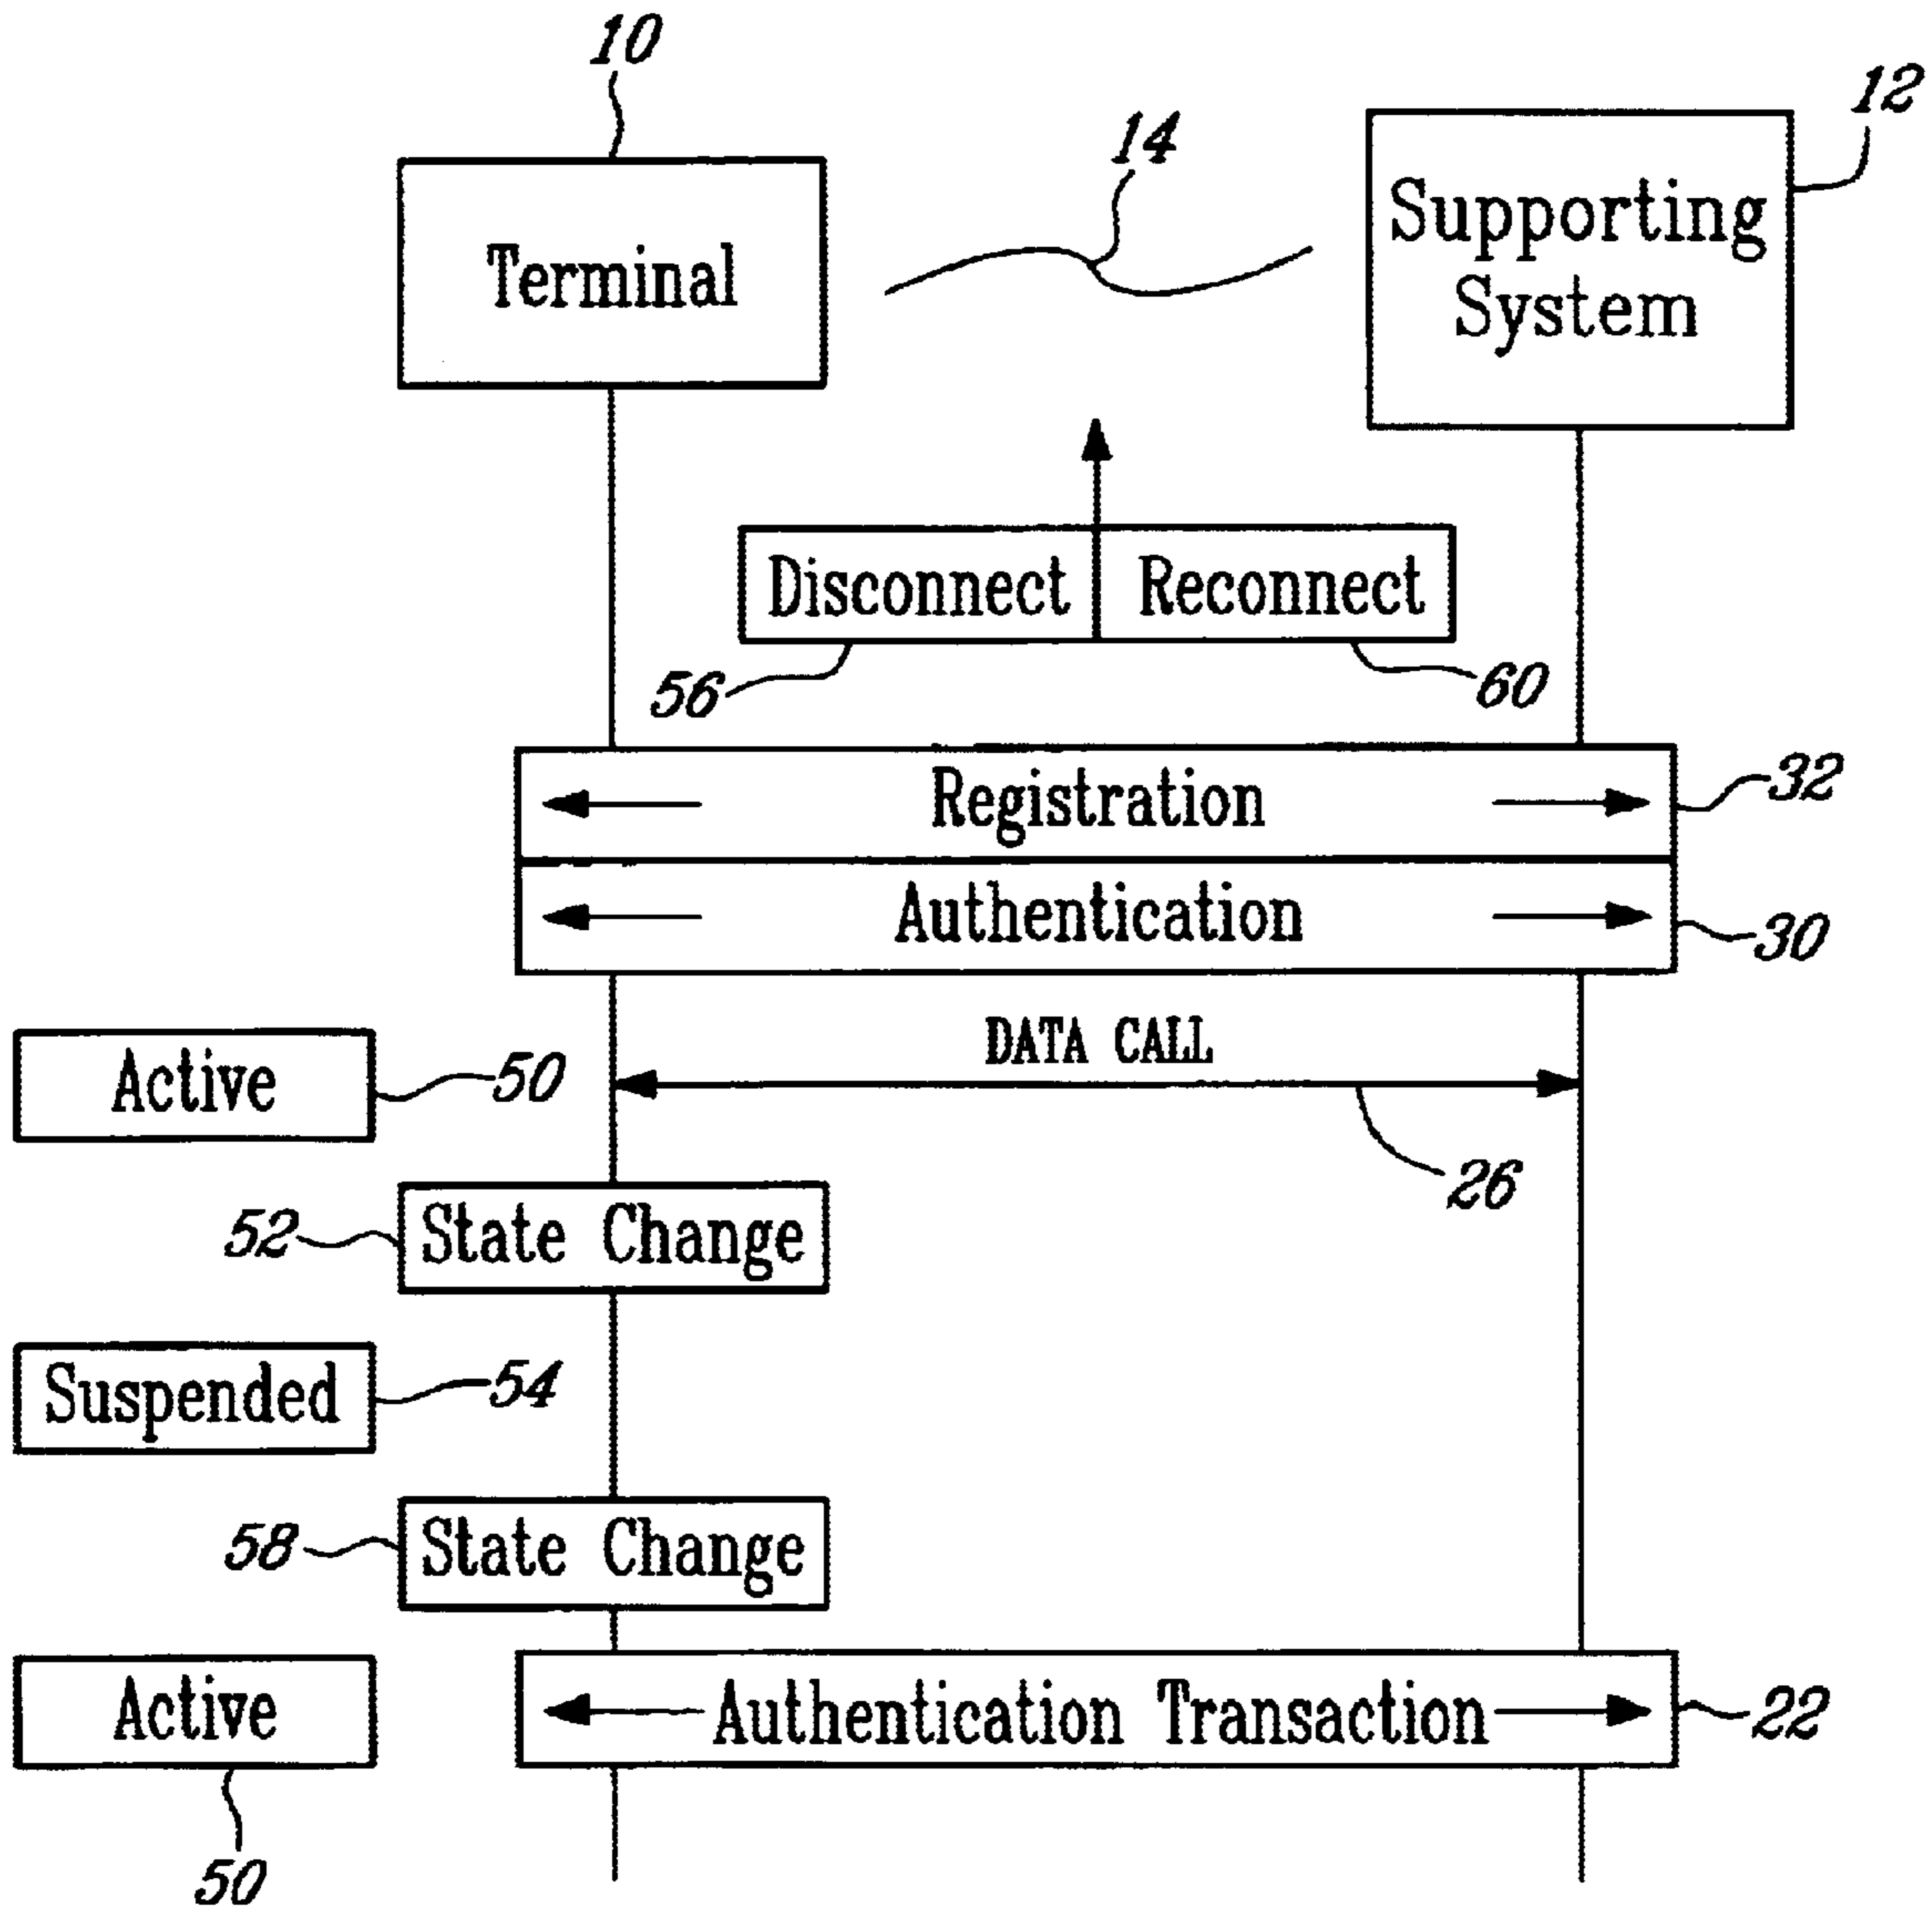 10
12
14
Terminal
Supporting
System
Disconnect
Reconnect
56
60
Registration
32
Authentication
30
DATA CALL
Active
50
26
State Change
52
Suspended
54
State Change
58
Active
Authentication Transaction
22
50